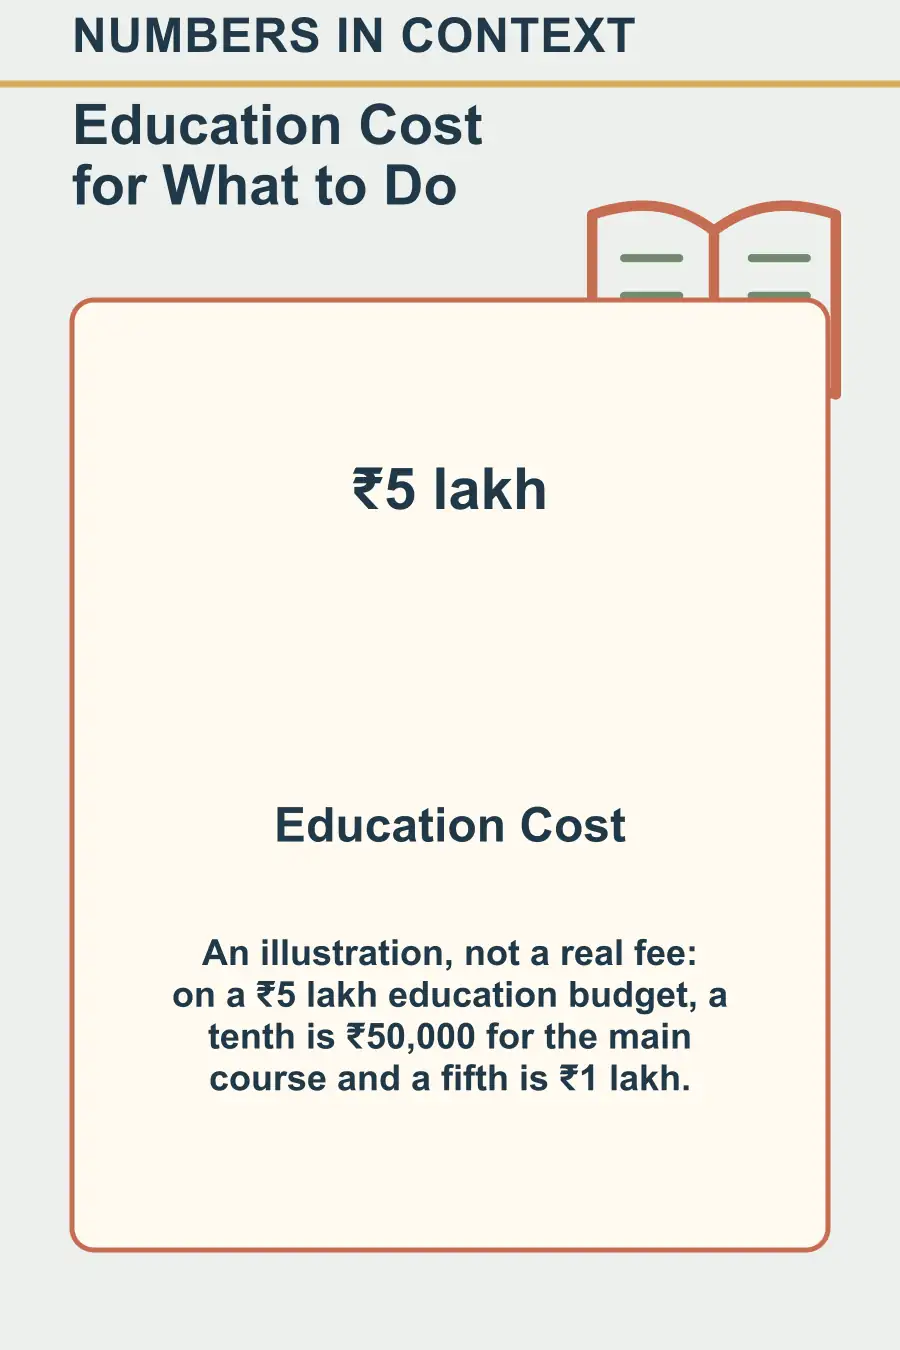 NUMBERS IN CONTEXT
Education Cost
for What to Do
₹5 lakh
Education Cost
An illustration, not a real fee:
on a ₹5 lakh education budget, a
tenth is ₹50,000 for the main
course and a fifth is ₹1 lakh.